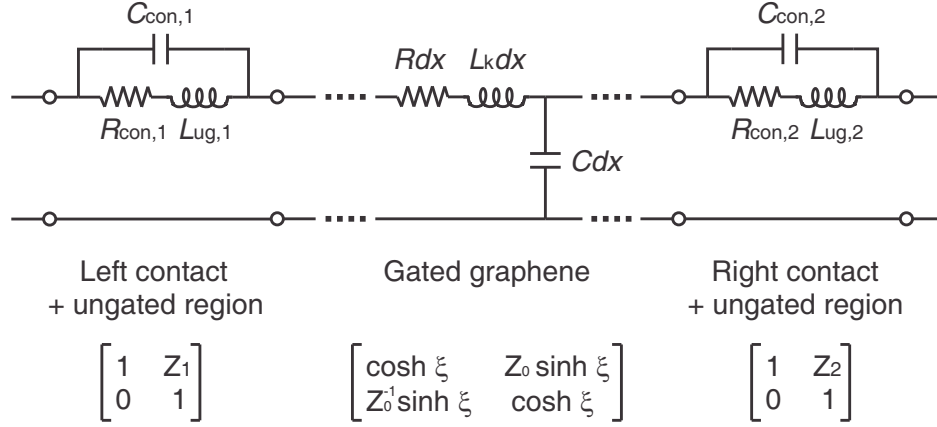 Ccon,1
Rcon,1 Lug,1
Rdx Lkdx
Cdx
Ccon,2
Rcon,2 Lug,2
Left contact
+ ungated region
Gated graphene
Right contact
+ ungated region
1 Z1
0 1
cosh ξ Z0 sinh ξ
Z0-1 sinh ξ cosh ξ
1 Z2
0 1